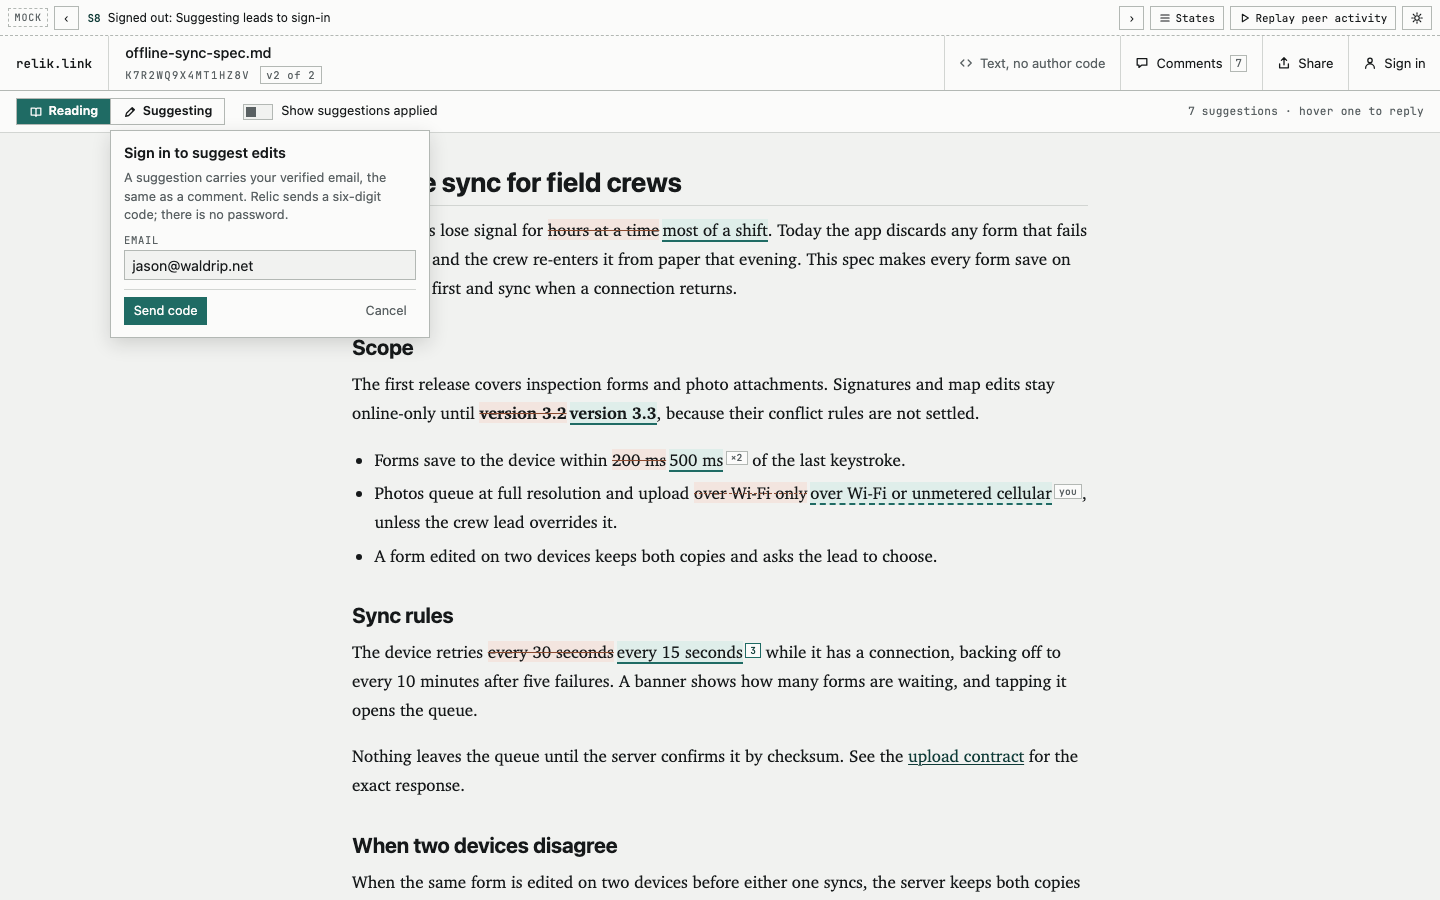 MOCK ‹ S8 Signed out: Suggesting leads to sign-in › States Replay peer activity
relik.link
offline-sync-spec.md
K7R2WQ9X4MT1HZ8V v2 of 2
Text, no author code Comments 7 Share Sign in
Reading Suggesting Show suggestions applied 7 suggestions · hover one to reply
Sign in to suggest edits
A suggestion carries your verified email, the
same as a comment. Relic sends a six-digit
code; there is no password.
EMAIL
jason@waldrip.net
Send code Cancel
e sync for field crews
s lose signal for hours at a time most of a shift. Today the app discards any form that fails
and the crew re-enters it from paper that evening. This spec makes every form save on
first and sync when a connection returns.
Scope
The first release covers inspection forms and photo attachments. Signatures and map edits stay
online-only until version 3.2 version 3.3, because their conflict rules are not settled.
• Forms save to the device within 200 ms 500 ms ×2 of the last keystroke.
• Photos queue at full resolution and upload over Wi-Fi only over Wi-Fi or unmetered cellular you,
unless the crew lead overrides it.
• A form edited on two devices keeps both copies and asks the lead to choose.
Sync rules
The device retries every 30 seconds every 15 seconds 3 while it has a connection, backing off to
every 10 minutes after five failures. A banner shows how many forms are waiting, and tapping it
opens the queue.
Nothing leaves the queue until the server confirms it by checksum. See the upload contract for the
exact response.
When two devices disagree
When the same form is edited on two devices before either one syncs, the server keeps both copies